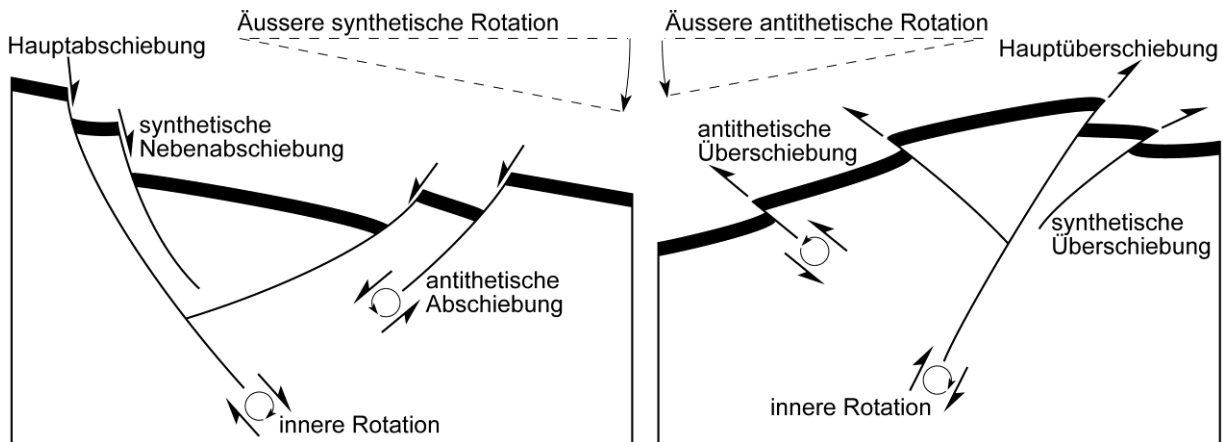 Äussere synthetische Rotation
Hauptabschiebung
synthetische
Nebenabschiebung
antithetische
Abschiebung
innere Rotation
Äussere antithetische Rotation
Hauptüberschiebung
antithetische
Überschiebung
synthetische
Überschiebung
innere Rotation